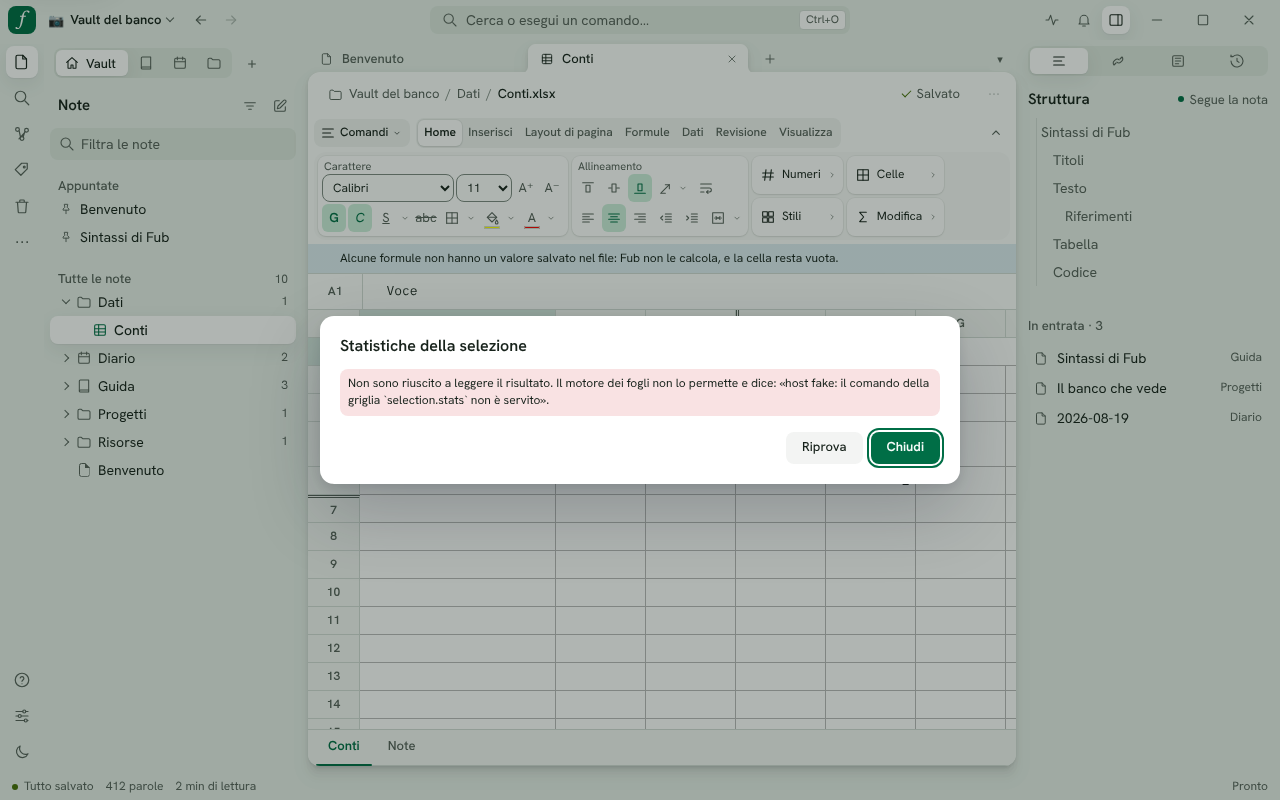 Vault del banco
Cerca o esegui un comando…
Ctrl+O
Vault
Benvenuto
Conti
Note
Filtra le note
Appuntate
Benvenuto
Sintassi di Fub
Tutte le note 10
Dati 1
Conti
Diario 2
Guida 3
Progetti 1
Risorse 1
Benvenuto
Vault del banco / Dati / Conti.xlsx
Salvato
Comandi
Home Inserisci Layout di pagina Formule Dati Revisione Visualizza
Carattere
Calibri 11 A⁺ A⁻
G C S abc A
Allineamento
Numeri
Celle
Stili
Modifica
Alcune formule non hanno un valore salvato nel file: Fub non le calcola, e la cella resta vuota.
A1 Voce
G
Statistiche della selezione
Non sono riuscito a leggere il risultato. Il motore dei fogli non lo permette e dice: «host fake: il comando della
griglia `selection.stats` non è servito».
Riprova Chiudi
7
8
9
10
11
12
13
14
Conti Note
Struttura
Segue la nota
Sintassi di Fub
Titoli
Testo
Riferimenti
Tabella
Codice
In entrata · 3
Sintassi di Fub Guida
Il banco che vede Progetti
2026-08-19 Diario
Tutto salvato 412 parole 2 min di lettura
Pronto